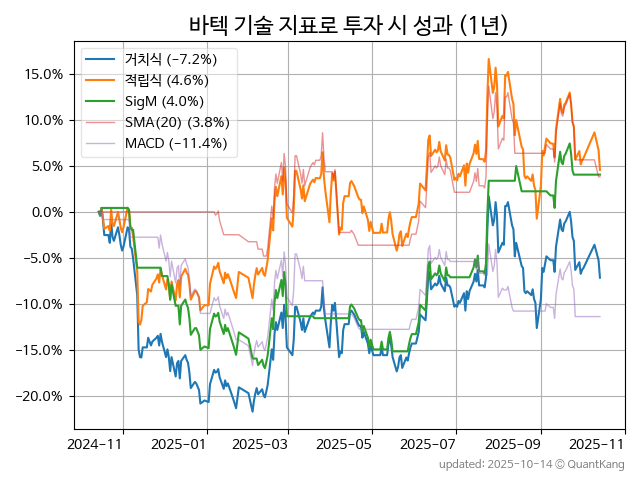 바텍 기술 지표로 투자 시 성과 (1년)
거치식 (−7.2%)
적립식 (4.6%)
SigM (4.0%)
SMA(20) (3.8%)
MACD (−11.4%)
15.0%
10.0%
5.0%
0.0%
−5.0%
−10.0%
−15.0%
−20.0%
2024-11 2025-01 2025-03 2025-05 2025-07 2025-09 2025-11
updated: 2025-10-14 © QuantKang